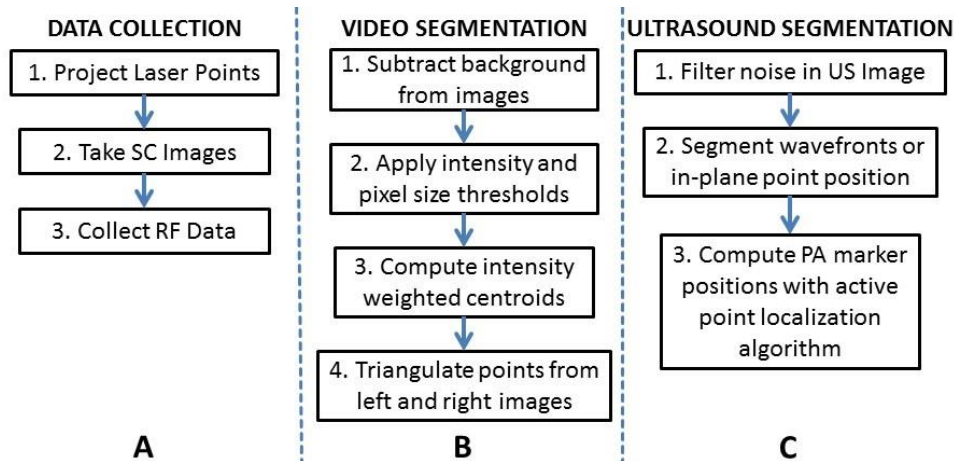 DATA COLLECTION
1. Project Laser Points
2. Take SC Images
3. Collect RF Data
A
VIDEO SEGMENTATION
1. Subtract background
from images
2. Apply intensity and
pixel size thresholds
3. Compute intensity
weighted centroids
4. Triangulate points from
left and right images
B
ULTRASOUND SEGMENTATION
1. Filter noise in US Image
2. Segment wavefronts or
in-plane point position
3. Compute PA marker
positions with active
point localization
algorithm
C